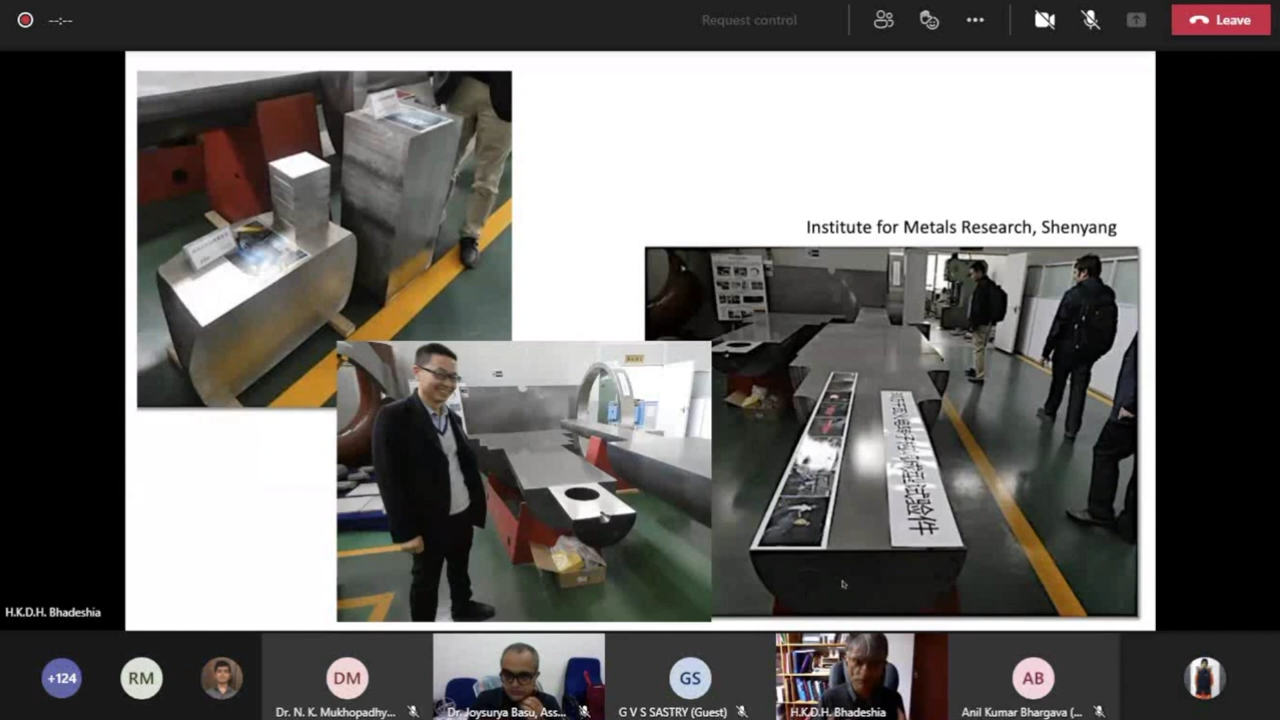 --:--
Request control
Leave
Institute for Metals Research, Shenyang
H.K.D.H. Bhadeshia
+124
RM
DM
GS
AB
Dr. N. K. Mukhopadhy...
Dr. Joysurya Basu, Ass...
G V S SASTRY (Guest)
H.K.D.H. Bhadeshia
Anil Kumar Bhargava (...